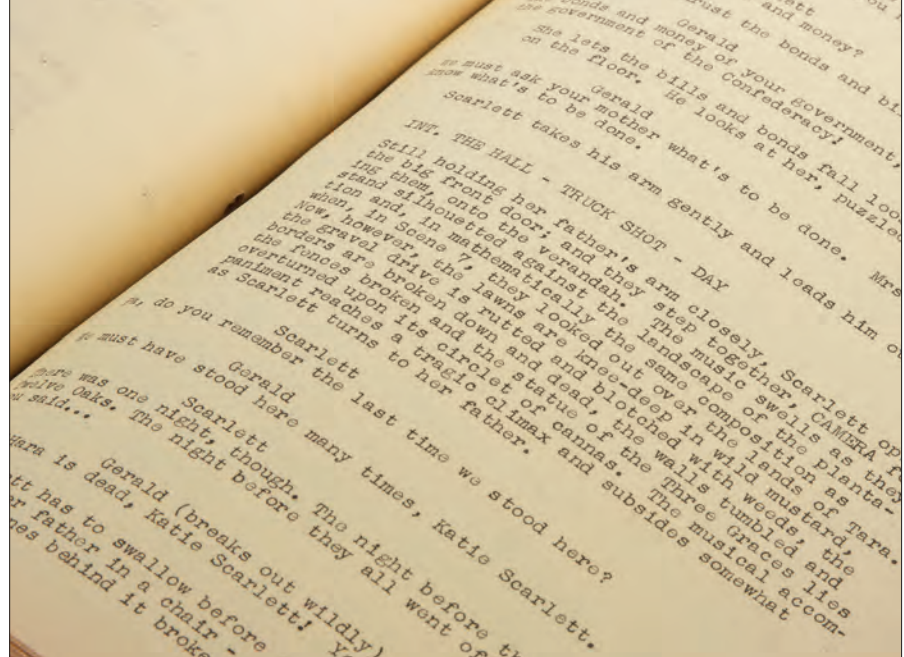 and money?
trust the bonds and
Gerald
bonds and money of your government,
the government of the Confederacy!
She lets the bills and bonds fall
on the floor. He looks at her, puzzled
Gerald
must ask your mother what's to be done. Mrs
know what's to be done.
Scarlett takes his arm gently and leads him
INT. THE HALL - TRUCK SHOT - DAY
Still holding her father's arm closely, Scarlett
the big front door; and they step together, CAMERA
ing them, onto the verandah. The music swells as they
stand silhouetted against the landscape of the planta-
tion and, in mathematically the same composition as
when, in Scene 7, they looked out over the lands of Tara.
Now, however, the lawns are knee-deep in wild mustard,
the gravel drive is rutted and blotched with weeds, the
borders are broken and dead, the walls tumbled and
the fences broken down and the statue of the Three Graces lies
overturned upon its circlet of cannas. The musical accom-
paniment reaches a tragic climax and subsides somewhat
as Scarlett turns to her father.
Scarlett
do you remember the last time we stood here?
Gerald
must have stood here many times, Katie Scarlett.
Scarlett
There was one night, though. The night before
Twelve Oaks. The night before they all went
said...
Gerald (breaks out wildly)
Hara is dead, Katie Scarlett!
has to swallow before
father in a chair -
behind it